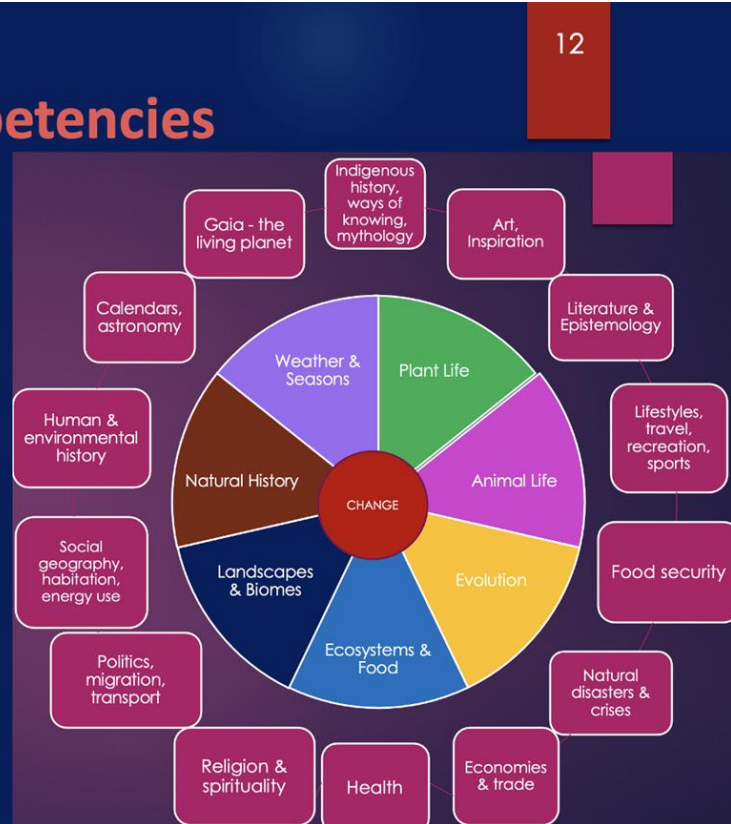 12
petencies
Indigenous
history,
ways of
knowing,
mythology
Art,
Inspiration
Literature &
Epistemology
Lifestyles,
travel,
recreation,
sports
Food security
Natural
disasters &
crises
Economies
& trade
Health
Religion &
spirituality
Politics,
migration,
transport
Social
geography,
habitation,
energy use
Human &
environmental
history
Calendars,
astronomy
Gaia - the
living planet
Weather &
Seasons
Plant Life
Animal Life
Evolution
Ecosystems &
Food
Landscapes
& Biomes
Natural History
CHANGE